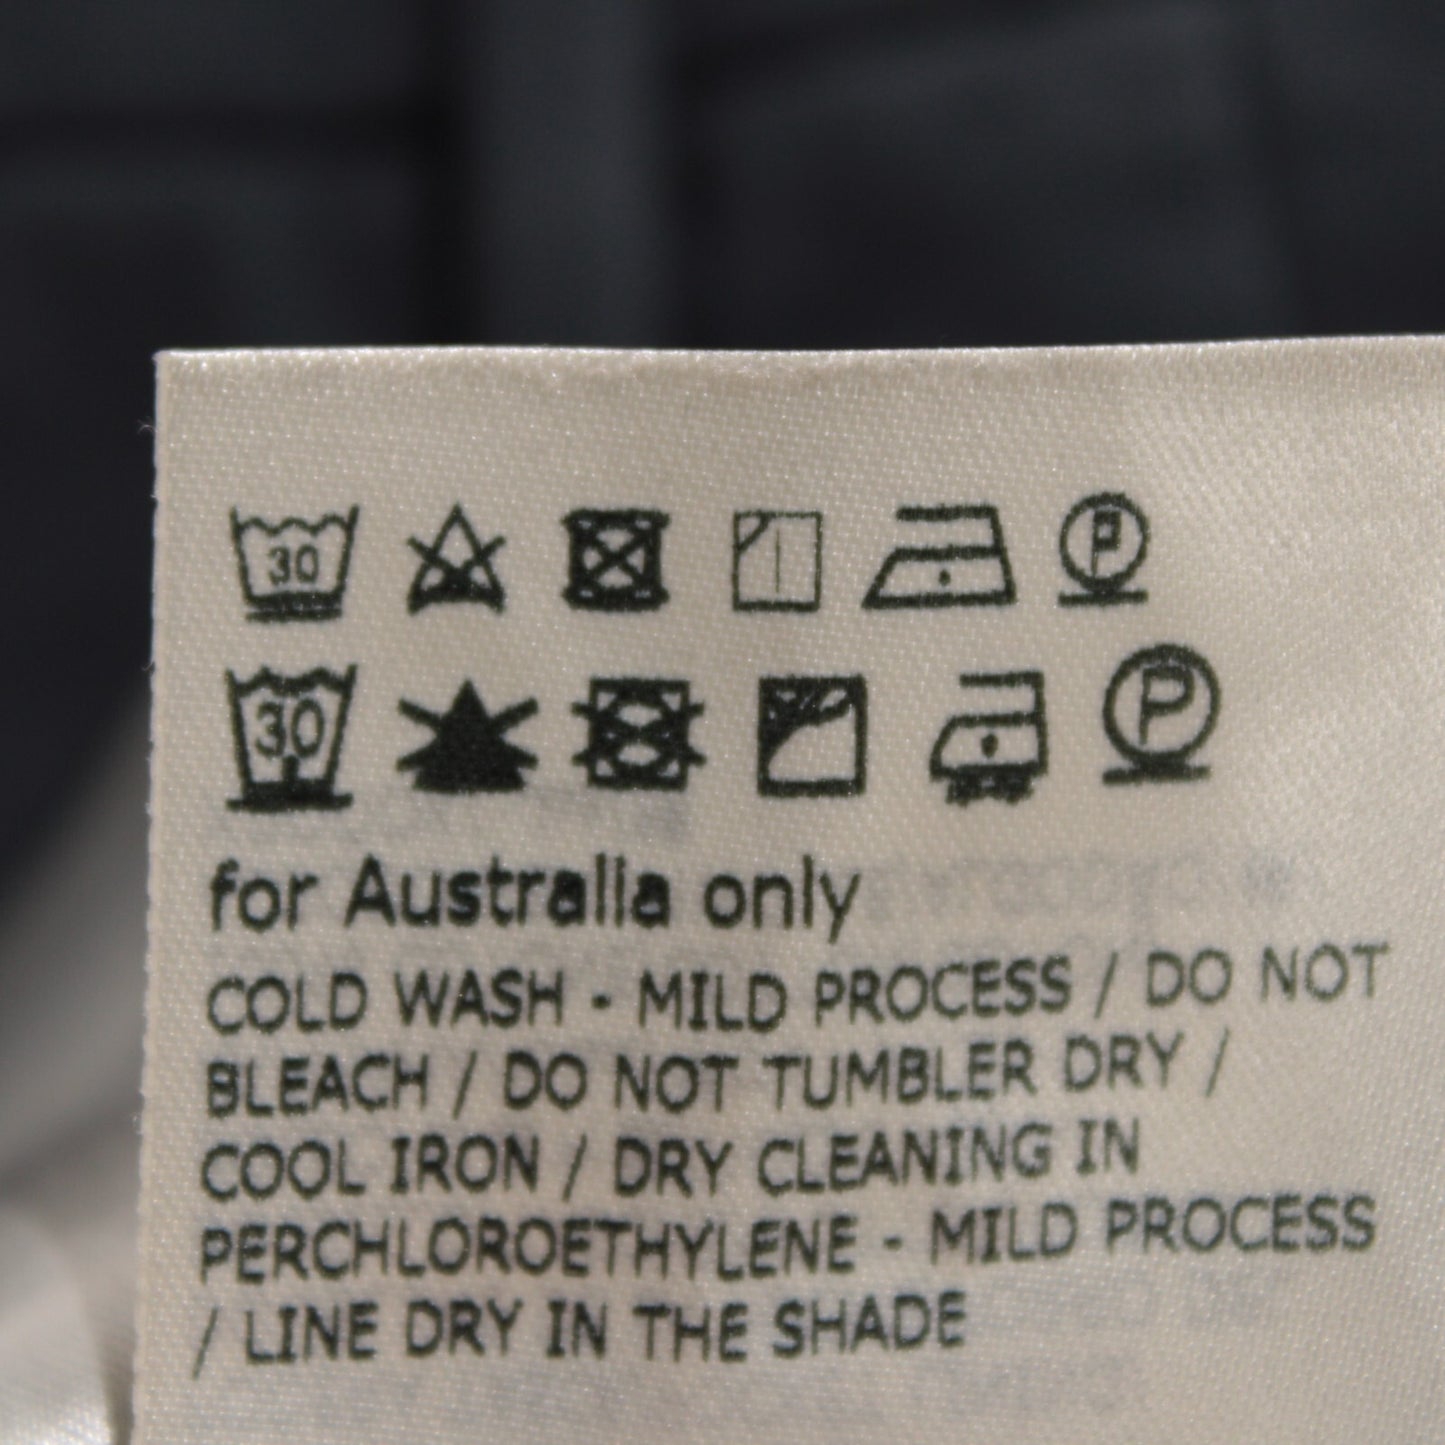 30 P
30 P
for Australia only
COLD WASH - MILD PROCESS / DO NOT
BLEACH / DO NOT TUMBLER DRY /
COOL IRON / DRY CLEANING IN
PERCHLOROETHYLENE - MILD PROCESS
/ LINE DRY IN THE SHADE